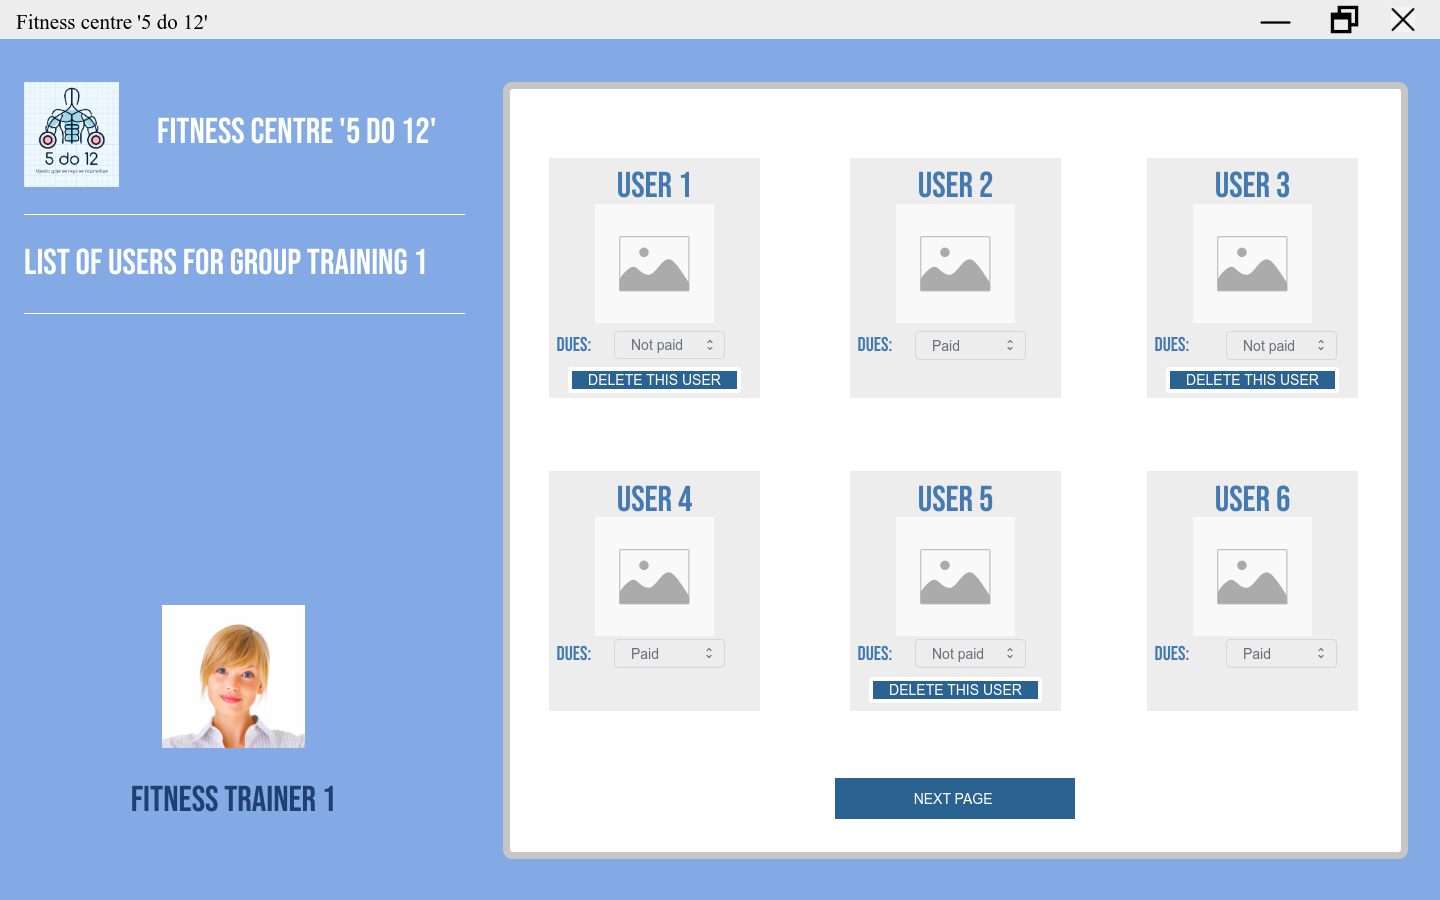 Fitness centre '5 do 12'
5 do 12
FITNESS CENTRE '5 DO 12'
LIST OF USERS FOR GROUP TRAINING 1
FITNESS TRAINER 1
USER 1
DUES: Not paid
DELETE THIS USER
USER 2
DUES: Paid
USER 3
DUES: Not paid
DELETE THIS USER
USER 4
DUES: Paid
USER 5
DUES: Not paid
DELETE THIS USER
USER 6
DUES: Paid
NEXT PAGE